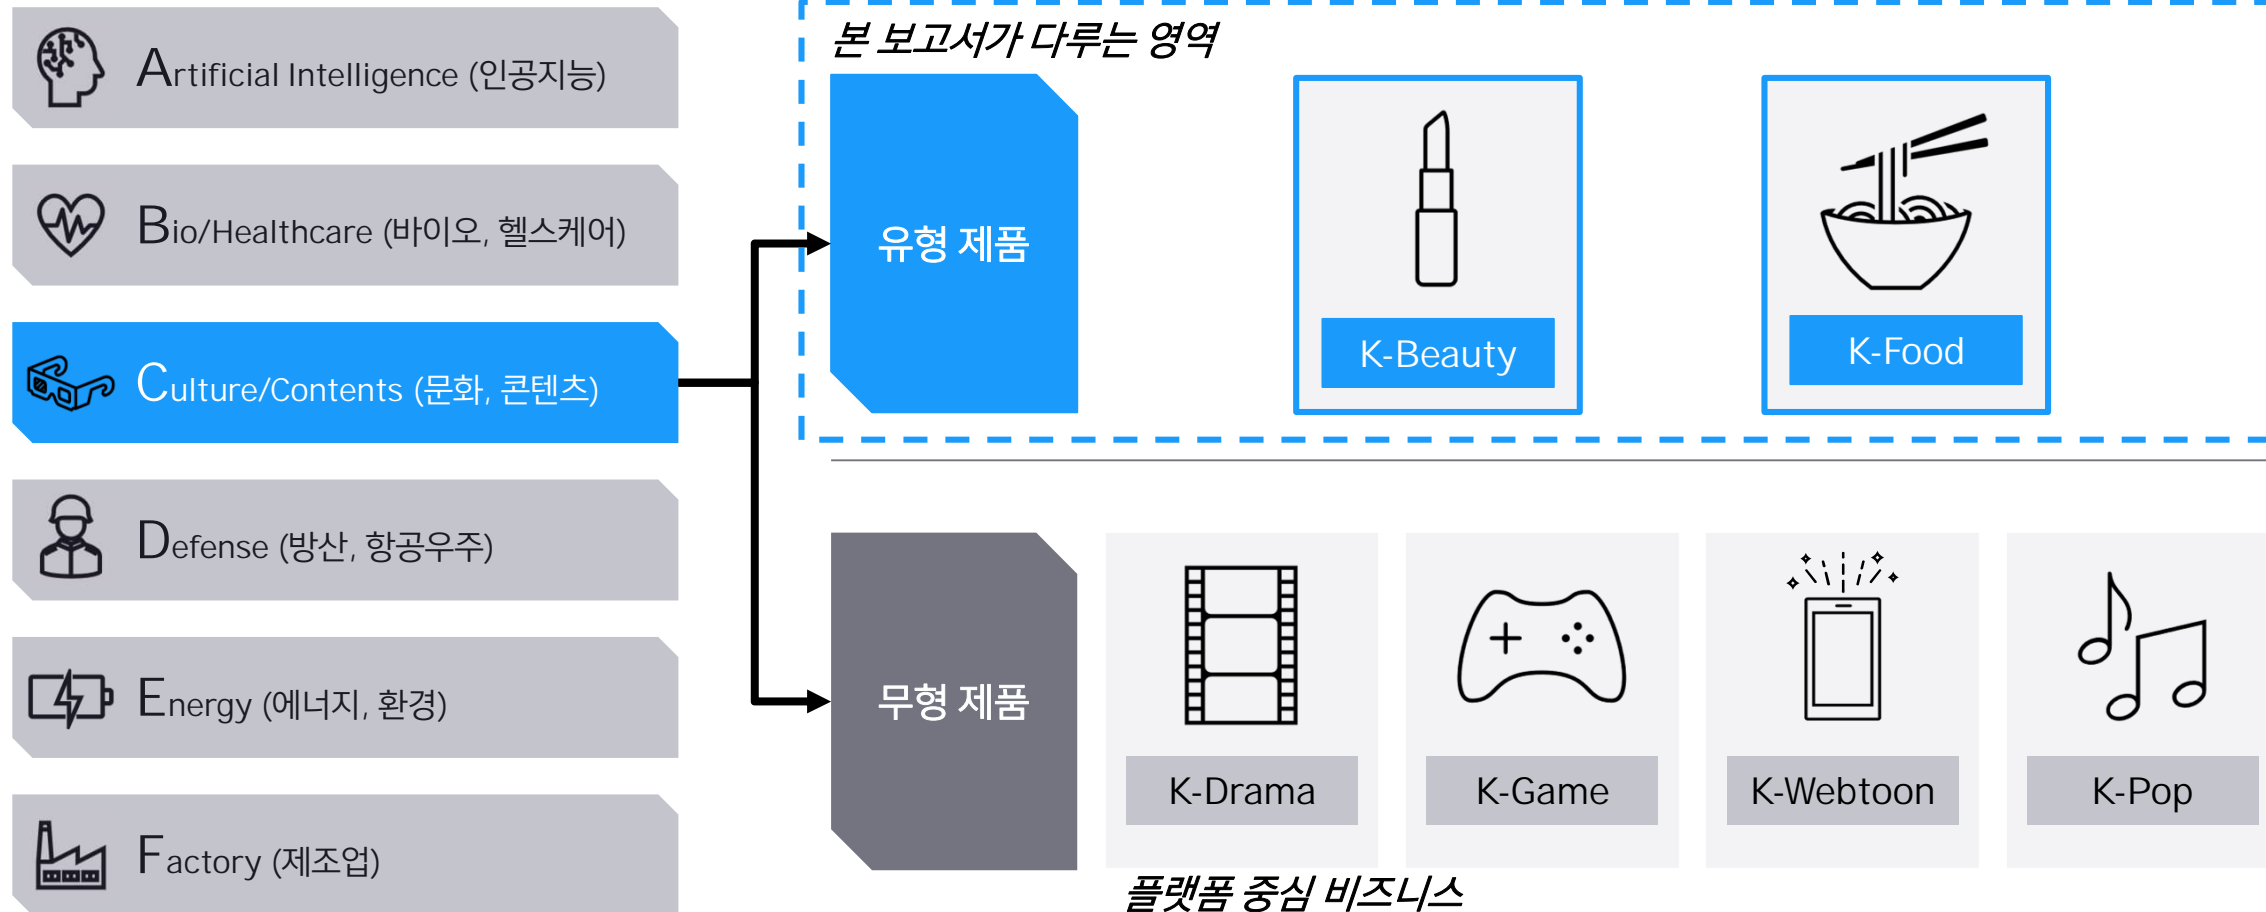 Artificial Intelligence (인공지능)
Bio/Healthcare (바이오, 헬스케어)
Culture/Contents (문화, 콘텐츠)
Defense (방산, 항공우주)
Energy (에너지, 환경)
Factory (제조업)
본 보고서가 다루는 영역
유형 제품
K-Beauty
K-Food
무형 제품
K-Drama
K-Game
K-Webtoon
K-Pop
플랫폼 중심 비즈니스